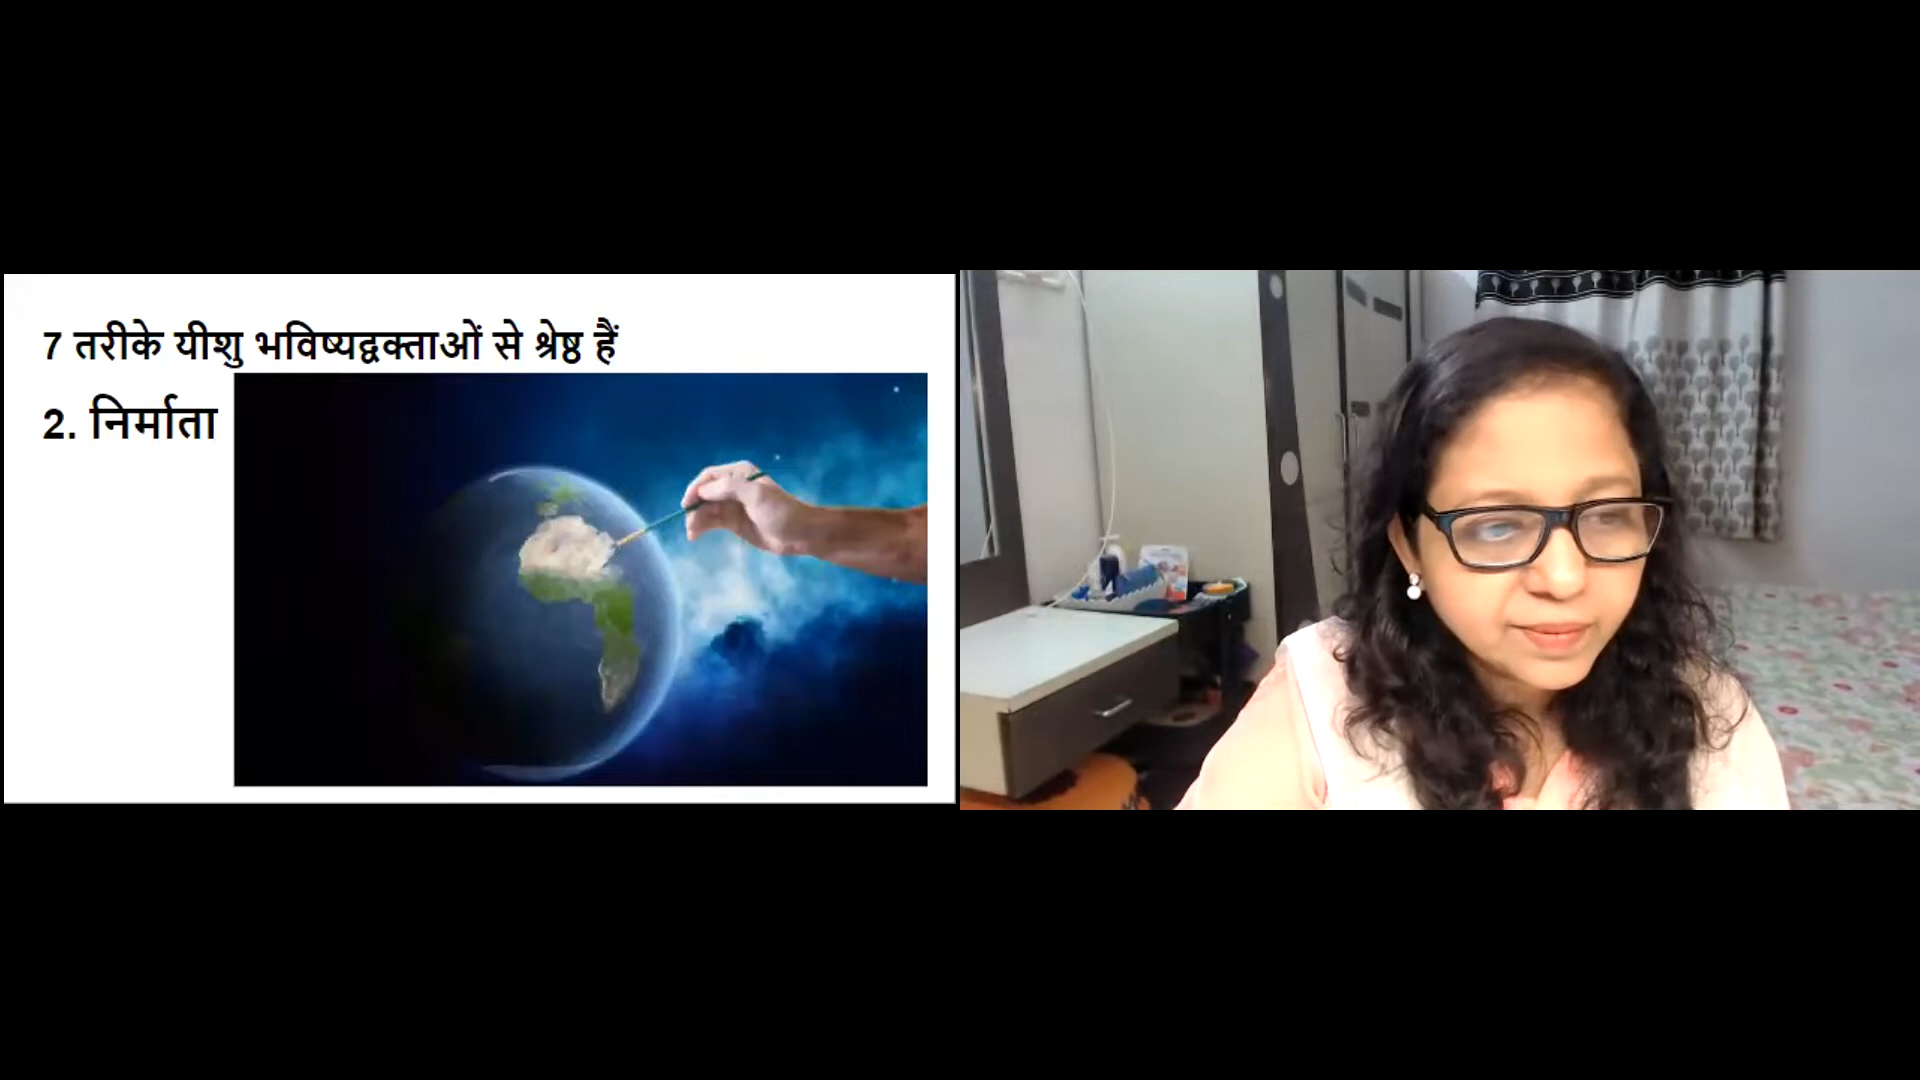 7 तरीके यीशु भविष्यद्वक्ताओं से श्रेष्ठ हैं
2. निर्माता